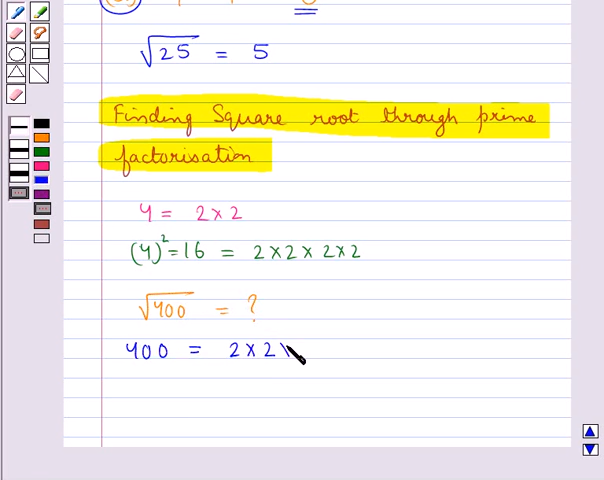 √25 = 5
Finding Square root through prime
factorisation
4 = 2 × 2
(4)² = 16 = 2 × 2 × 2 × 2
√400 = ?
400 = 2 × 2